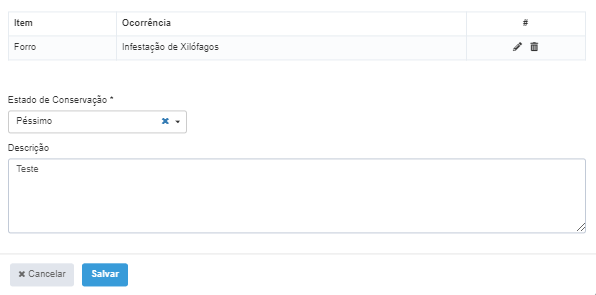 Item Ocorrência #
Forro Infestação de Xilófagos
Estado de Conservação *
Péssimo
Descrição
Teste
Cancelar Salvar